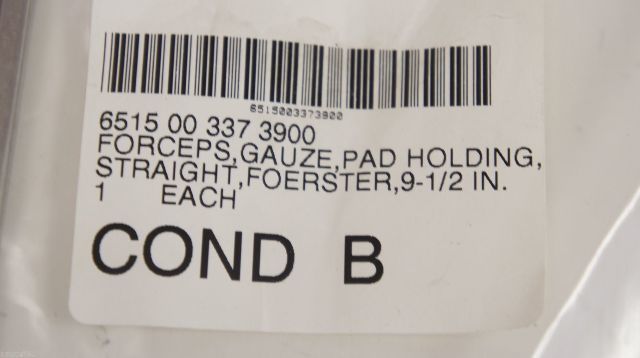 6515003373900
6515 00 337 3900
FORCEPS,GAUZE,PAD HOLDING,
STRAIGHT,FOERSTER,9-1/2 IN.
1 EACH
COND B